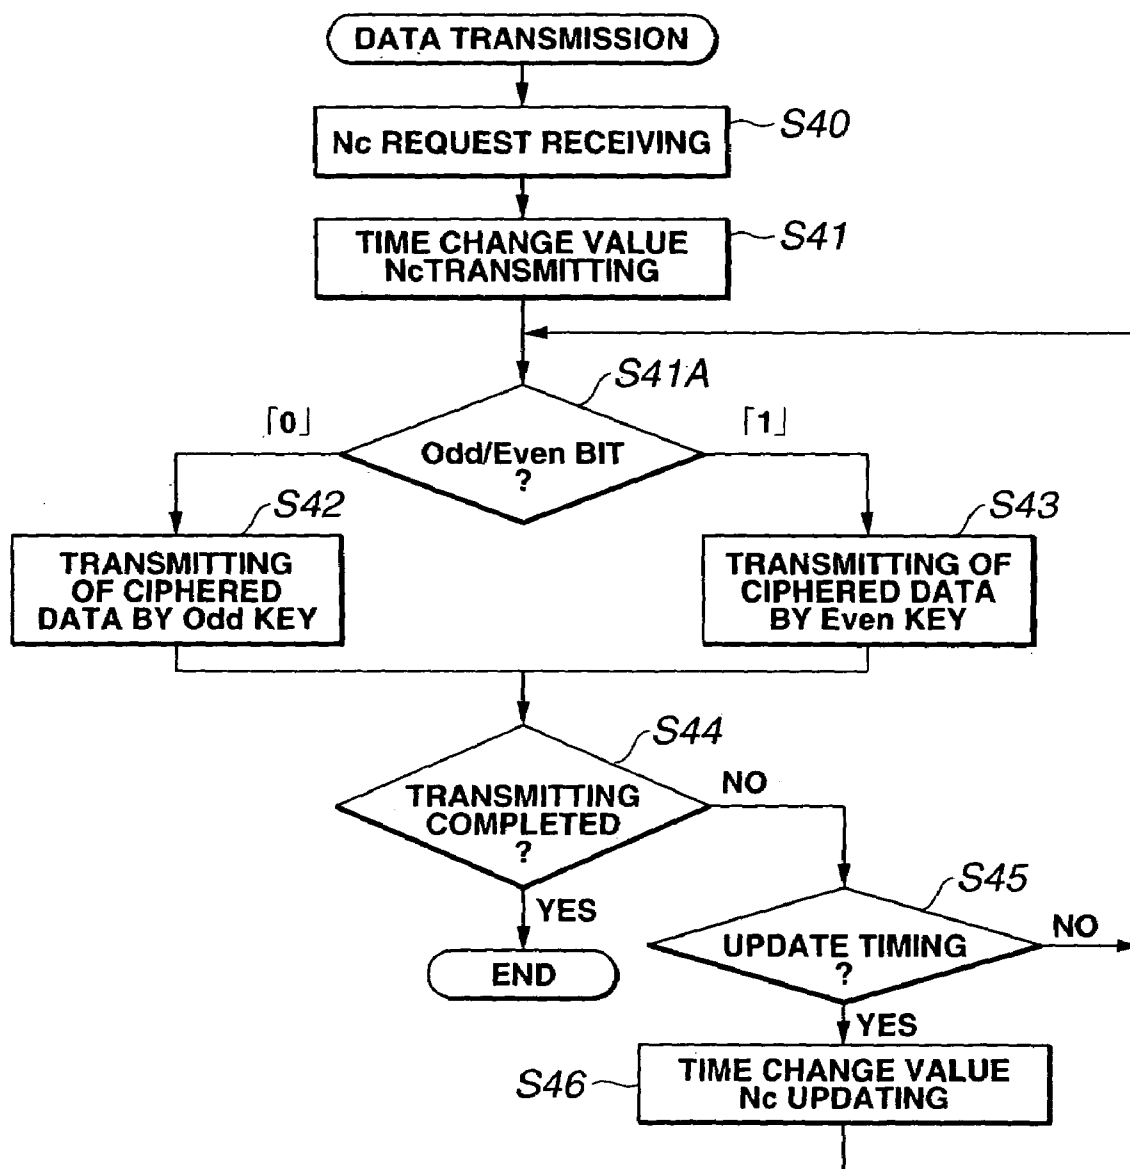 DATA TRANSMISSION
Nc REQUEST RECEIVING
S40
TIME CHANGE VALUE
NcTRANSMITTING
S41
S41A
Odd/Even BIT
?
「0」
「1」
S42
TRANSMITTING
OF CIPHERED
DATA BY Odd KEY
S43
TRANSMITTING OF
CIPHERED DATA
BY Even KEY
S44
TRANSMITTING
COMPLETED
?
NO
YES
END
S45
UPDATE TIMING
?
NO
YES
S46
TIME CHANGE VALUE
Nc UPDATING